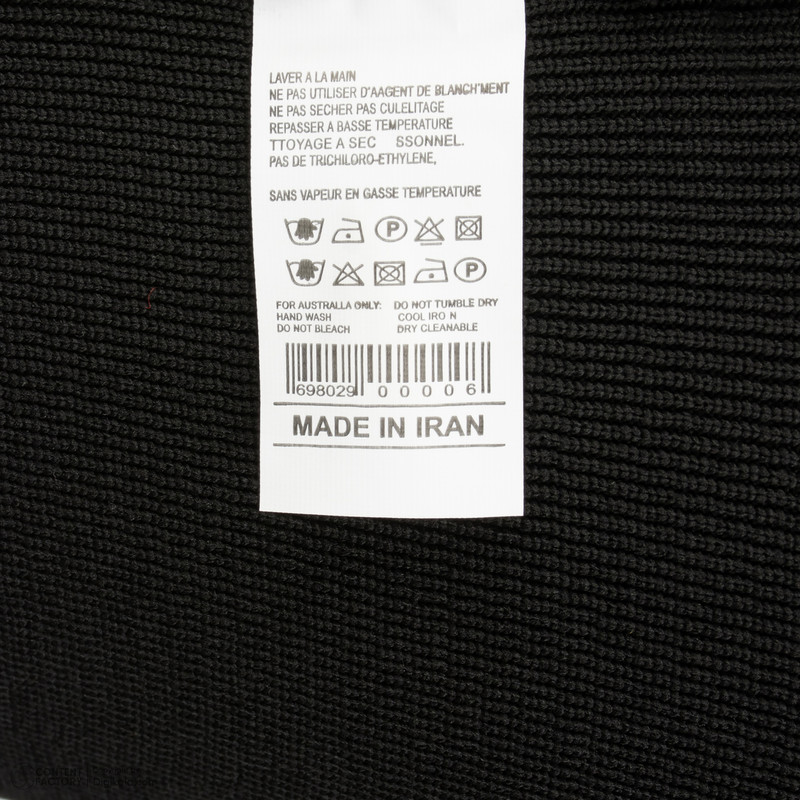 LAVER A LA MAIN
NE PAS UTILISER D'AAGENT DE BLANCH'MENT
NE PAS SECHER PAS CULELITAGE
REPASSER A BASSE TEMPERATURE
TTOYAGE A SEC SSONNEL.
PAS DE TRICHILORO-ETHYLENE,
SANS VAPEUR EN GASSE TEMPERATURE
P
P
FOR AUSTRALLA ONLY: DO NOT TUMBLE DRY
HAND WASH COOL IRO N
DO NOT BLEACH DRY CLEANABLE
698029 00006
MADE IN IRAN